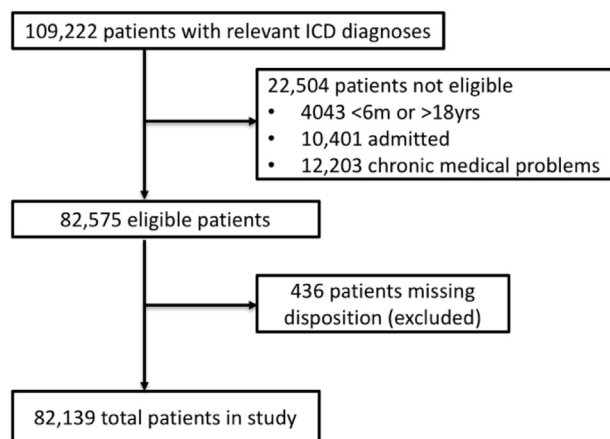 109,222 patients with relevant ICD diagnoses
22,504 patients not eligible
• 4043 <6m or >18yrs
• 10,401 admitted
• 12,203 chronic medical problems
82,575 eligible patients
436 patients missing
disposition (excluded)
82,139 total patients in study